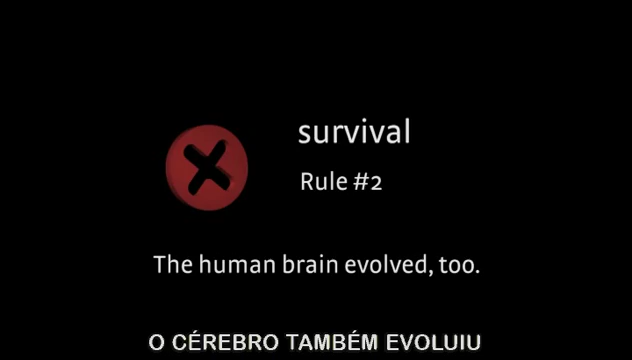 survival
Rule #2
The human brain evolved, too.
O CÉREBRO TAMBÉM EVOLUIU